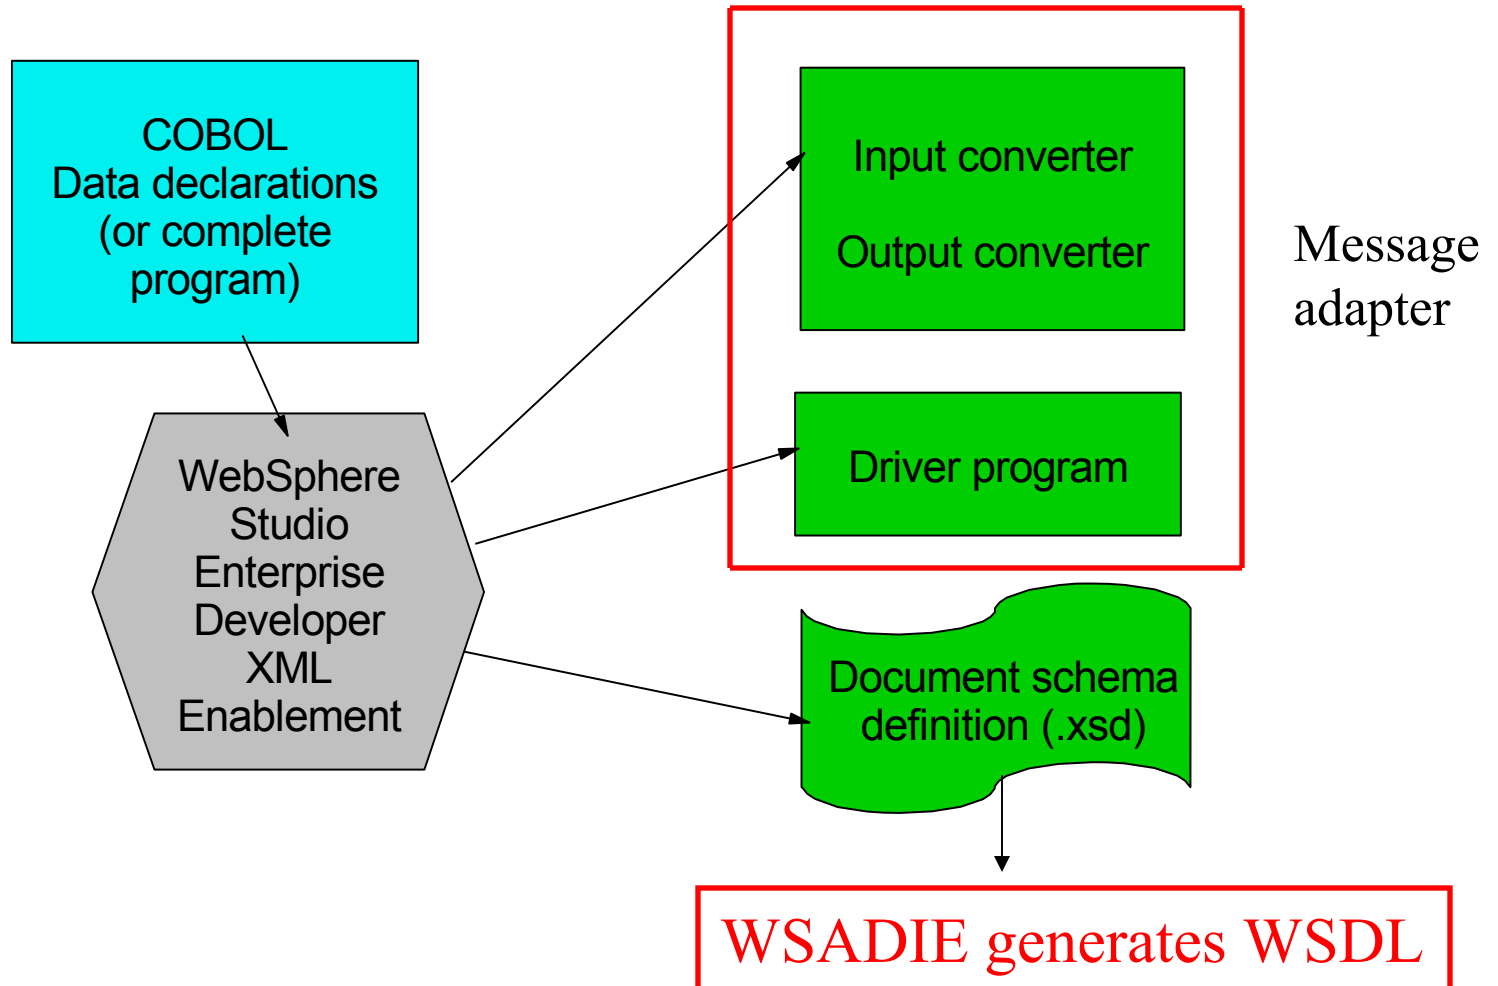 COBOL
Data declarations
(or complete
program)
WebSphere
Studio
Enterprise
Developer
XML
Enablement
Input converter
Output converter
Driver program
Message
adapter
Document schema
definition (.xsd)
WSADIE generates WSDL